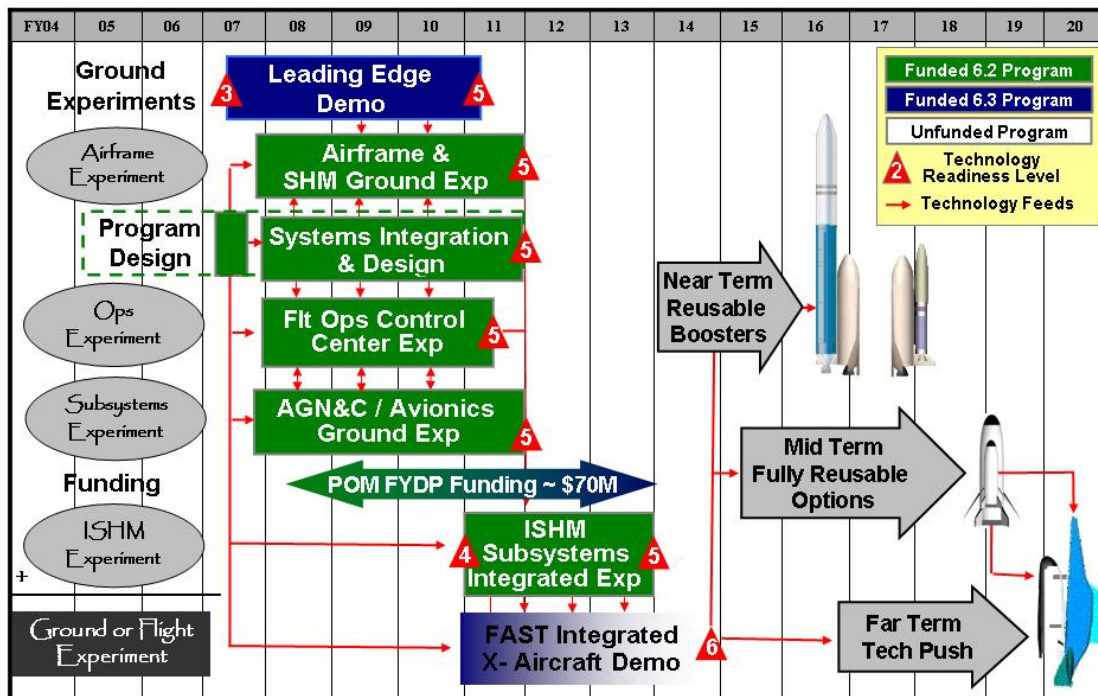 FY04 05 06 07 08 09 10 11 12 13 14 15 16 17 18 19 20
Ground
Experiments
Leading Edge
Demo
3
5
Funded 6.2 Program
Funded 6.3 Program
Unfunded Program
2
Technology
Readiness Level
Technology Feeds
Airframe
Experiment
Airframe &
SHM Ground Exp
5
Program
Design
Systems Integration
& Design
5
Near Term
Reusable
Boosters
Ops
Experiment
Flt Ops Control
Center Exp
5
Subsystems
Experiment
AGN&C / Avionics
Ground Exp
5
Mid Term
Fully Reusable
Options
Funding
POM FYDP Funding ~ $70M
ISHM
Experiment
+
4
ISHM
Subsystems
Integrated Exp
5
Ground or Flight
Experiment
FAST Integrated
X- Aircraft Demo
6
Far Term
Tech Push